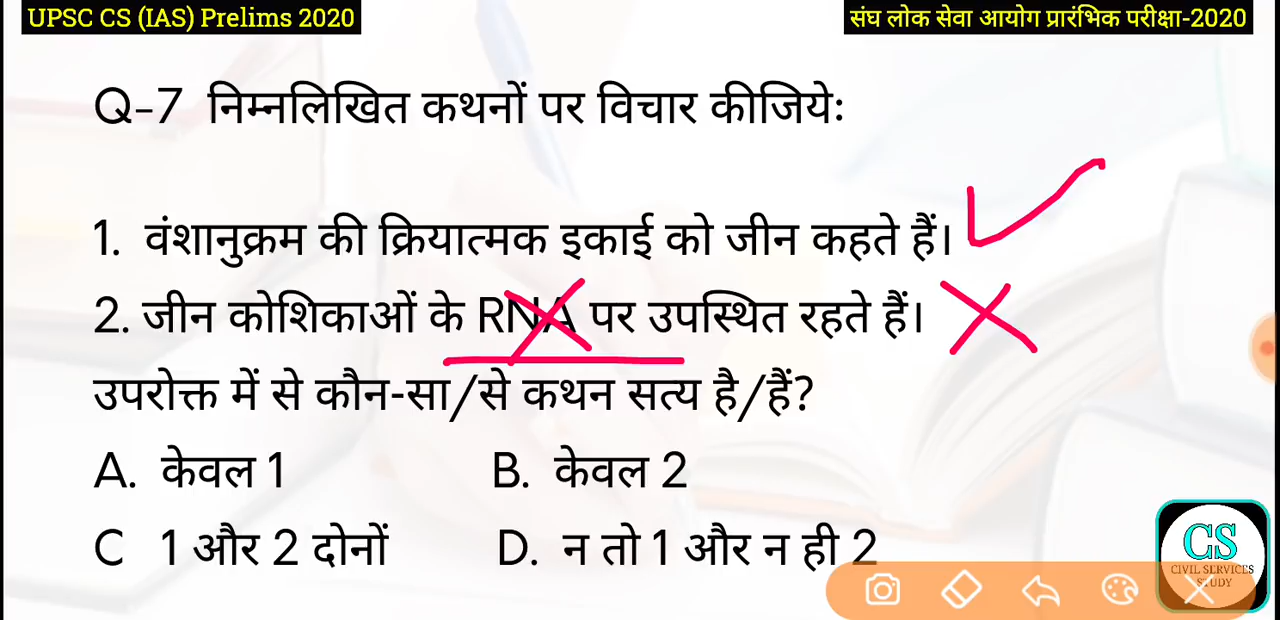 UPSC CS (IAS) Prelims 2020
संघ लोक सेवा आयोग प्रारंभिक परीक्षा-2020
Q-7 निम्नलिखित कथनों पर विचार कीजिये:
1. वंशानुक्रम की क्रियात्मक इकाई को जीन कहते हैं।
2. जीन कोशिकाओं के RNA पर उपस्थित रहते हैं।
उपरोक्त में से कौन-सा/से कथन सत्य है/हैं?
A. केवल 1 B. केवल 2
C 1 और 2 दोनों D. न तो 1 और न ही 2
CS
CIVIL SERVICES
STUDY